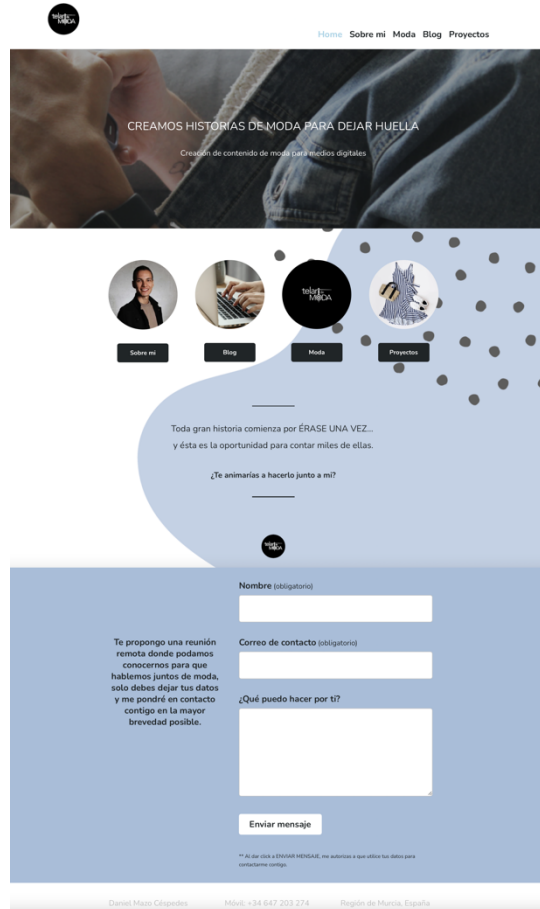 telar
MODA
Home Sobre mi Moda Blog Proyectos
CREAMOS HISTORIAS DE MODA PARA DEJAR HUELLA
Creación de contenido de moda para medios digitales
telar
MODA
Sobre mi Blog Moda Proyectos
Toda gran historia comienza por ÉRASE UNA VEZ...
y ésta es la oportunidad para contar miles de ellas.
¿Te animarías a hacerlo junto a mí?
telar
MODA
Te propongo una reunión
remota donde podamos
conocernos para que
hablemos juntos de moda,
solo debes dejar tus datos
y me pondré en contacto
contigo en la mayor
brevedad posible.
Nombre (obligatorio)
Correo de contacto (obligatorio)
¿Qué puedo hacer por ti?
Enviar mensaje
** Al dar click a ENVIAR MENSAJE, me autorizas a que utilice tus datos para
contactarme contigo.
Daniel Mazo Céspedes Móvil: +34 647 203 274 Región de Murcia, España